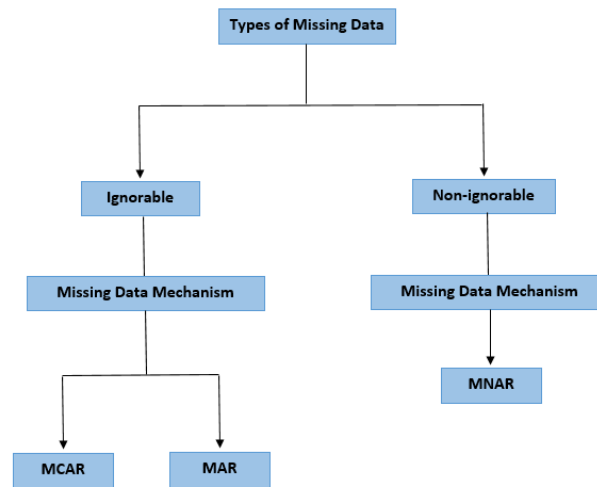 Types of Missing Data
Ignorable
Non-ignorable
Missing Data Mechanism
Missing Data Mechanism
MNAR
MCAR
MAR